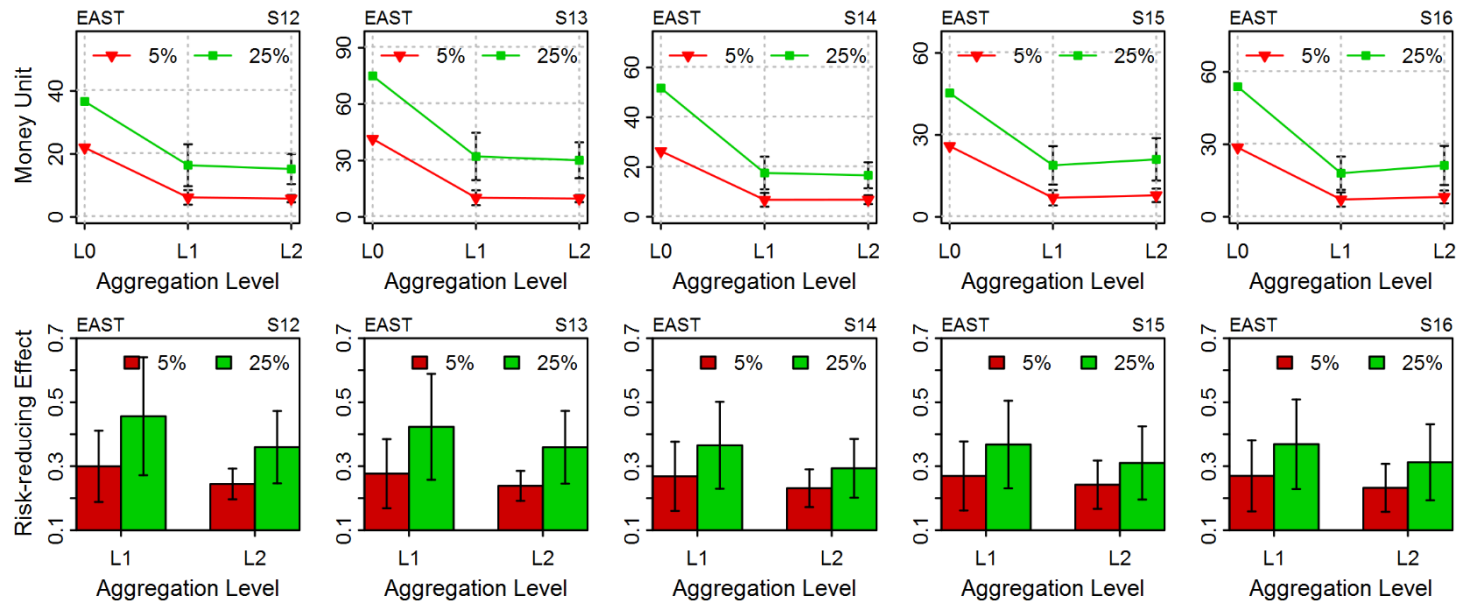 EAST S12 EAST S13 EAST S14 EAST S15 EAST S16
Money Unit
5% 25% 5% 25% 5% 25% 5% 25% 5% 25%
0 20 40 0 30 60 90 0 20 40 60 0 30 60 0 30 60
L0 L1 L2 L0 L1 L2 L0 L1 L2 L0 L1 L2 L0 L1 L2
Aggregation Level Aggregation Level Aggregation Level Aggregation Level Aggregation Level
EAST S12 EAST S13 EAST S14 EAST S15 EAST S16
Risk-reducing Effect
5% 25% 5% 25% 5% 25% 5% 25% 5% 25%
0.1 0.3 0.5 0.7 0.1 0.3 0.5 0.7 0.1 0.3 0.5 0.7 0.1 0.3 0.5 0.7 0.1 0.3 0.5 0.7
L1 L2 L1 L2 L1 L2 L1 L2 L1 L2
Aggregation Level Aggregation Level Aggregation Level Aggregation Level Aggregation Level